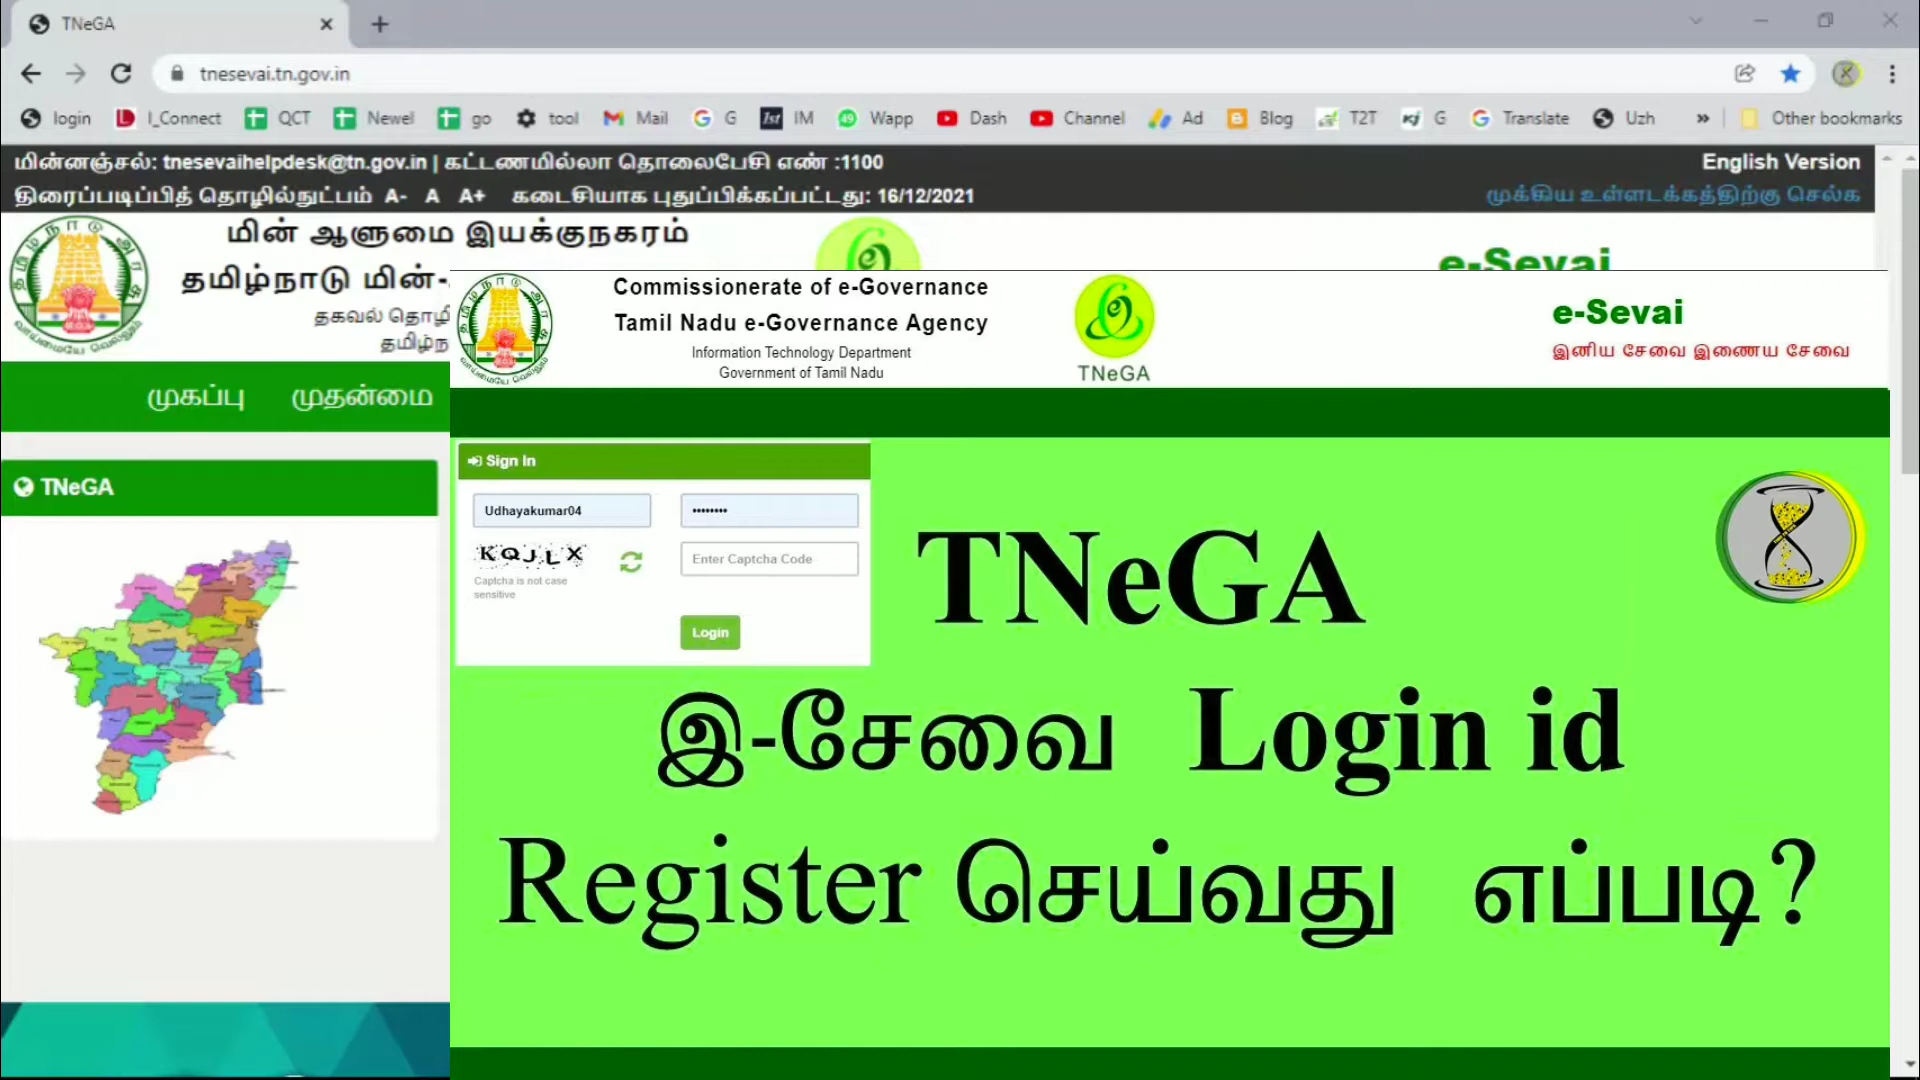 TNeGA
tnesevai.tn.gov.in
login I_Connect QCT Newel go tool Mail G IM Wapp Dash Channel Ad Blog T2T G Translate Uzh » Other bookmarks
மின்னஞ்சல்: tnesevaihelpdesk@tn.gov.in | கட்டணமில்லா தொலைபேசி எண் :1100
English Version
திரைப்படிப்பித் தொழில்நுட்பம் A- A A+ கடைசியாக புதுப்பிக்கப்பட்டது: 16/12/2021
முக்கிய உள்ளடக்கத்திற்கு செல்க
மின் ஆளுமை இயக்குநகரம்
தமிழ்நாடு மின்-
e-Sevai
முகப்பு முதன்மை
TNeGA
Commissionerate of e-Governance
Tamil Nadu e-Governance Agency
Information Technology Department
Government of Tamil Nadu
TNeGA
e-Sevai
இனிய சேவை இணைய சேவை
Sign In
Udhayakumar04 ••••••••
KQJLX Enter Captcha Code
Captcha is not case
sensitive
Login
TNeGA
இ-சேவை Login id
Register செய்வது எப்படி?